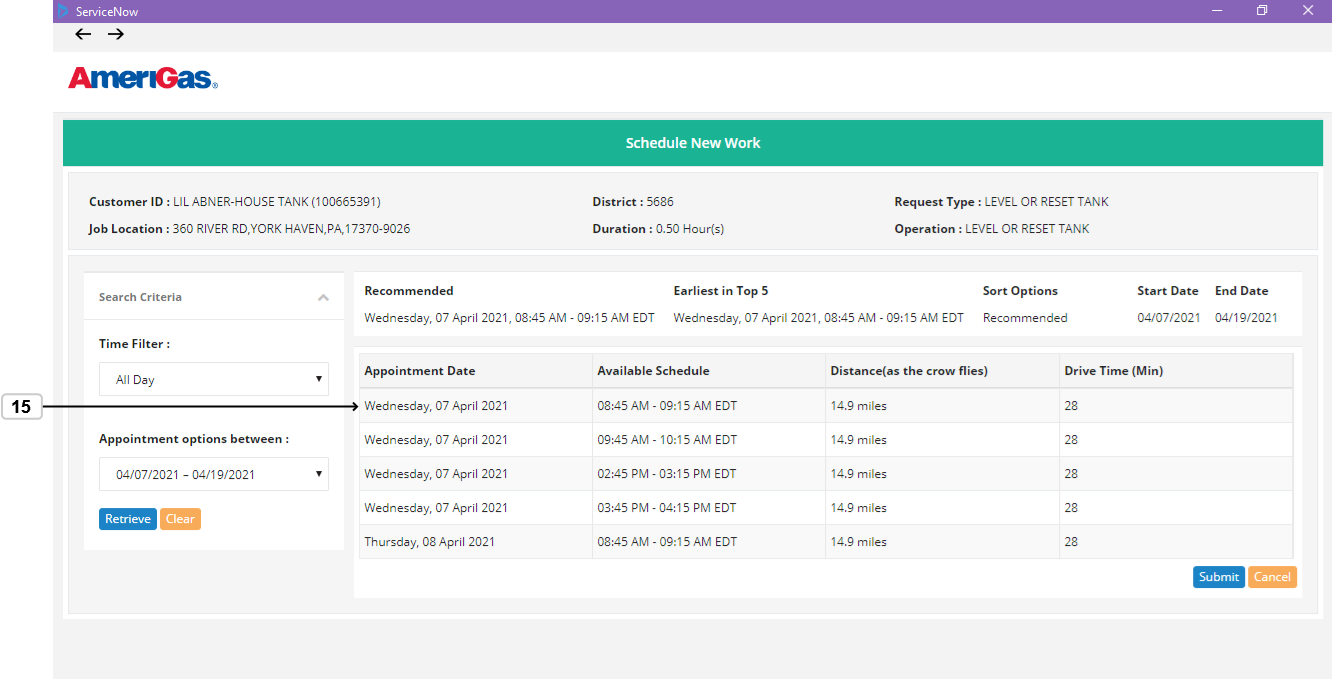 ServiceNow
AmeriGas®
Schedule New Work
Customer ID : LIL ABNER-HOUSE TANK (100665391) District : 5686 Request Type : LEVEL OR RESET TANK
Job Location : 360 RIVER RD,YORK HAVEN,PA,17370-9026 Duration : 0.50 Hour(s) Operation : LEVEL OR RESET TANK
Search Criteria
Time Filter :
All Day
Appointment options between :
04/07/2021 – 04/19/2021
Retrieve Clear
Recommended Earliest in Top 5 Sort Options Start Date End Date
Wednesday, 07 April 2021, 08:45 AM - 09:15 AM EDT Wednesday, 07 April 2021, 08:45 AM - 09:15 AM EDT Recommended 04/07/2021 04/19/2021
Appointment Date Available Schedule Distance(as the crow flies) Drive Time (Min)
15 Wednesday, 07 April 2021 08:45 AM - 09:15 AM EDT 14.9 miles 28
Wednesday, 07 April 2021 09:45 AM - 10:15 AM EDT 14.9 miles 28
Wednesday, 07 April 2021 02:45 PM - 03:15 PM EDT 14.9 miles 28
Wednesday, 07 April 2021 03:45 PM - 04:15 PM EDT 14.9 miles 28
Thursday, 08 April 2021 08:45 AM - 09:15 AM EDT 14.9 miles 28
Submit Cancel